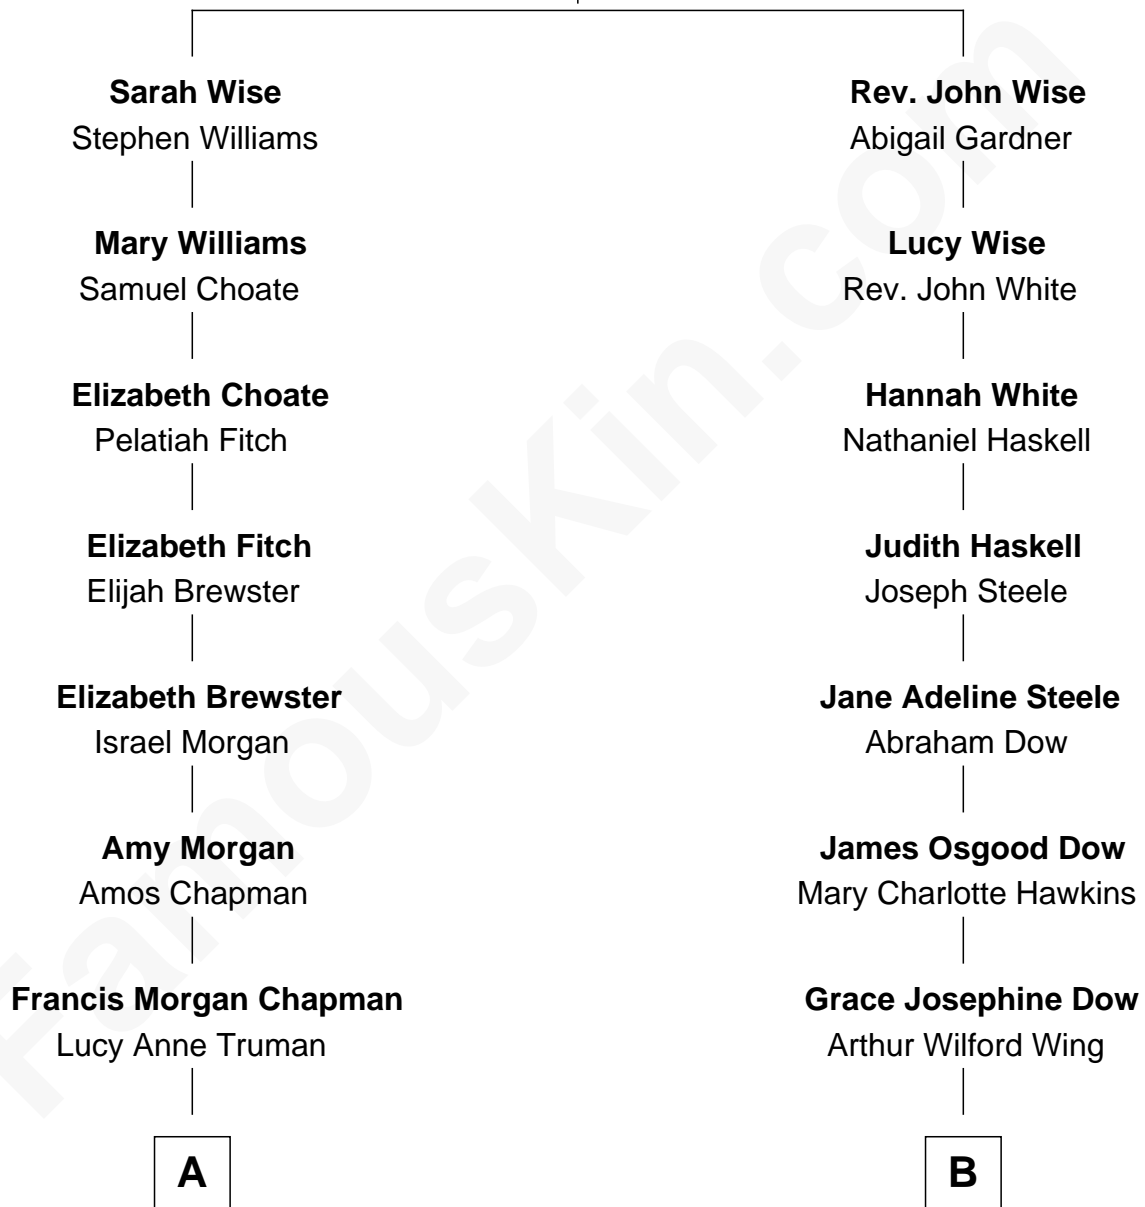 Sarah Wise
Stephen Williams
Rev. John Wise
Abigail Gardner
Mary Williams
Samuel Choate
Lucy Wise
Rev. John White
Elizabeth Choate
Pelatiah Fitch
Hannah White
Nathaniel Haskell
Elizabeth Fitch
Elijah Brewster
Judith Haskell
Joseph Steele
Elizabeth Brewster
Israel Morgan
Jane Adeline Steele
Abraham Dow
Amy Morgan
Amos Chapman
James Osgood Dow
Mary Charlotte Hawkins
Francis Morgan Chapman
Lucy Anne Truman
Grace Josephine Dow
Arthur Wilford Wing
A
B
FamousKin.com